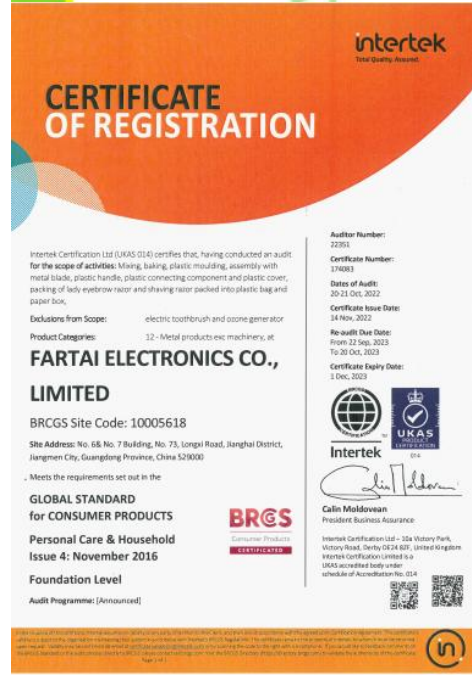 intertek
Total Quality. Assured.
CERTIFICATE
OF REGISTRATION
Intertek Certification Ltd (UKAS 014) certifies that, having conducted an audit
for the scope of activities: Mixing, baking, plastic moulding, assembly with
metal blade, plastic handle, plastic connecting component and plastic cover,
packing of lady eyebrow razor and shaving razor packed into plastic bag and
paper box,
Exclusions from Scope: electric toothbrush and ozone generator
Product Categories: 12 - Metal products exc machinery, at
FARTAI ELECTRONICS CO.,
LIMITED
BRCGS Site Code: 10005618
Site Address: No. 6& No. 7 Building, No. 73, Longxi Road, Jianghai District,
Jiangmen City, Guangdong Province, China 529000
Meets the requirements set out in the
GLOBAL STANDARD
for CONSUMER PRODUCTS
Personal Care & Household
Issue 4: November 2016
Foundation Level
Audit Programme: [Announced]
BRCGS
Consumer Products
CERTIFICATED
Auditor Number:
22351
Certificate Number:
174083
Dates of Audit:
20-21 Oct, 2022
Certificate Issue Date:
14 Nov, 2022
Re-audit Due Date:
From 22 Sep, 2023
To 20 Oct, 2023
Certificate Expiry Date:
1 Dec, 2023
Intertek
UKAS
PRODUCT
CERTIFICATION
014
Calin Moldovean
President Business Assurance
Intertek Certification Ltd - 10a Victory Park,
Victory Road, Derby DE24 8ZF, United Kingdom
Intertek Certification Limited is a
UKAS accredited body under
schedule of Accreditation No. 014
Page 1 of 1
in